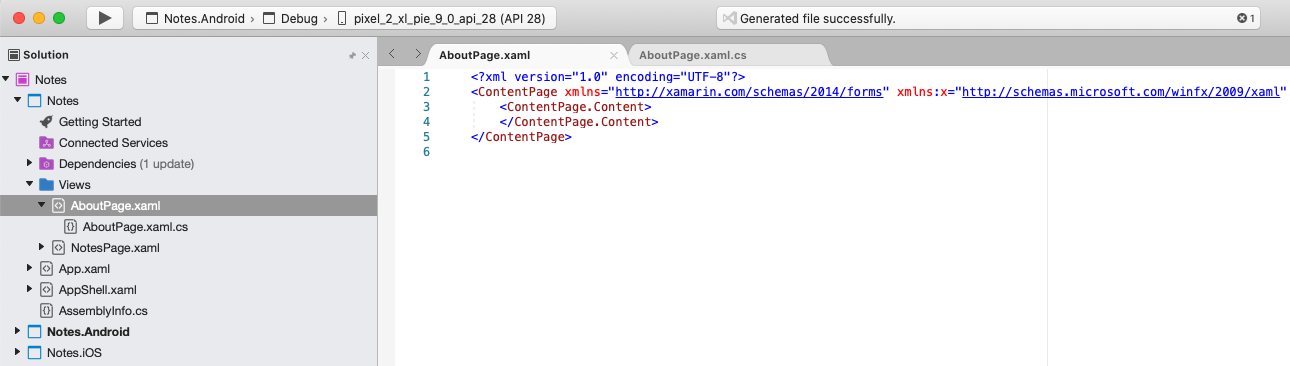 Notes.Android › Debug › pixel_2_xl_pie_9_0_api_28 (API 28)
Generated file successfully.
1
Solution
Notes
Notes
Getting Started
Connected Services
Dependencies (1 update)
Views
AboutPage.xaml
AboutPage.xaml.cs
NotesPage.xaml
App.xaml
AppShell.xaml
AssemblyInfo.cs
Notes.Android
Notes.iOS
AboutPage.xaml
AboutPage.xaml.cs
1 <?xml version="1.0" encoding="UTF-8"?>
2 <ContentPage xmlns="http://xamarin.com/schemas/2014/forms" xmlns:x="http://schemas.microsoft.com/winfx/2009/xaml"
3 <ContentPage.Content>
4 </ContentPage.Content>
5 </ContentPage>
6